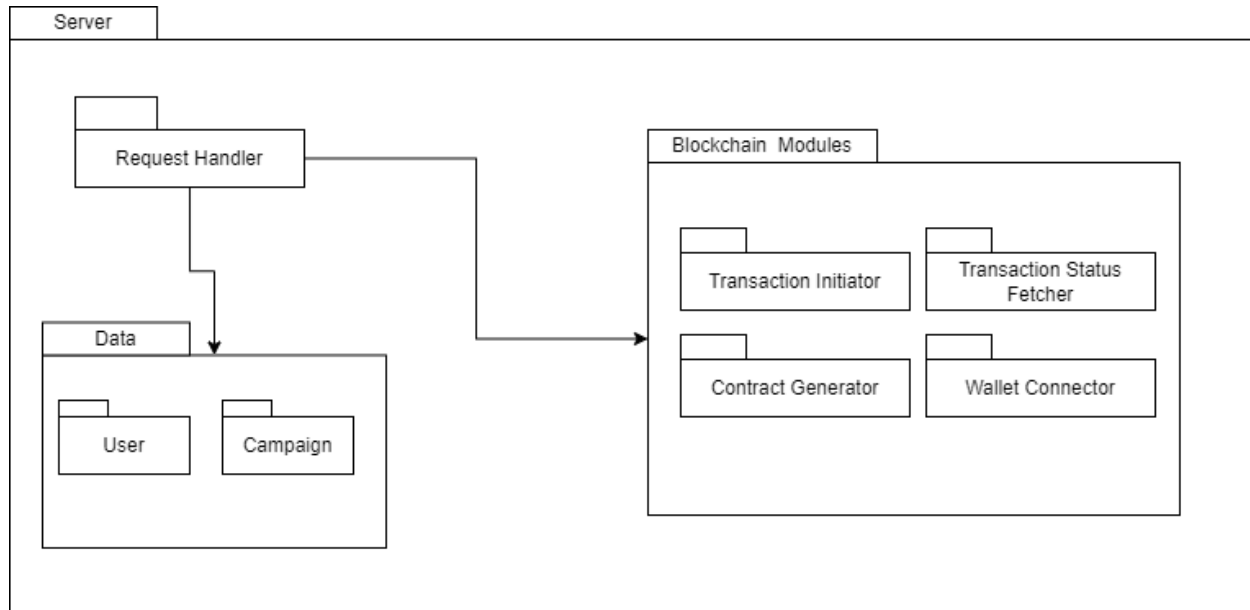 Server
Request Handler
Blockchain  Modules
Transaction Initiator
Transaction Status
Fetcher
Data
Contract Generator
Wallet Connector
User
Campaign